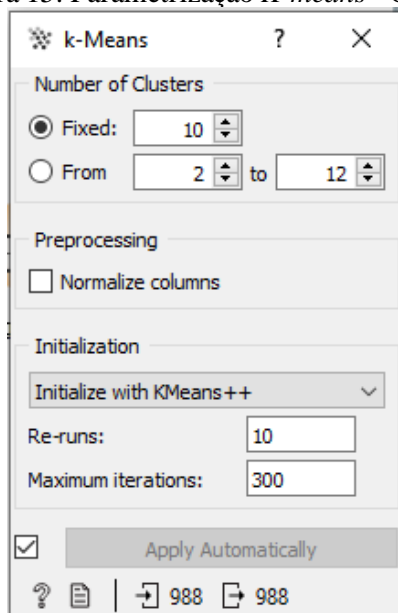 k-Means ? ×
Number of Clusters
Fixed: 10
From 2 to 12
Preprocessing
Normalize columns
Initialization
Initialize with KMeans++
Re-runs: 10
Maximum iterations: 300
Apply Automatically
? 988 988